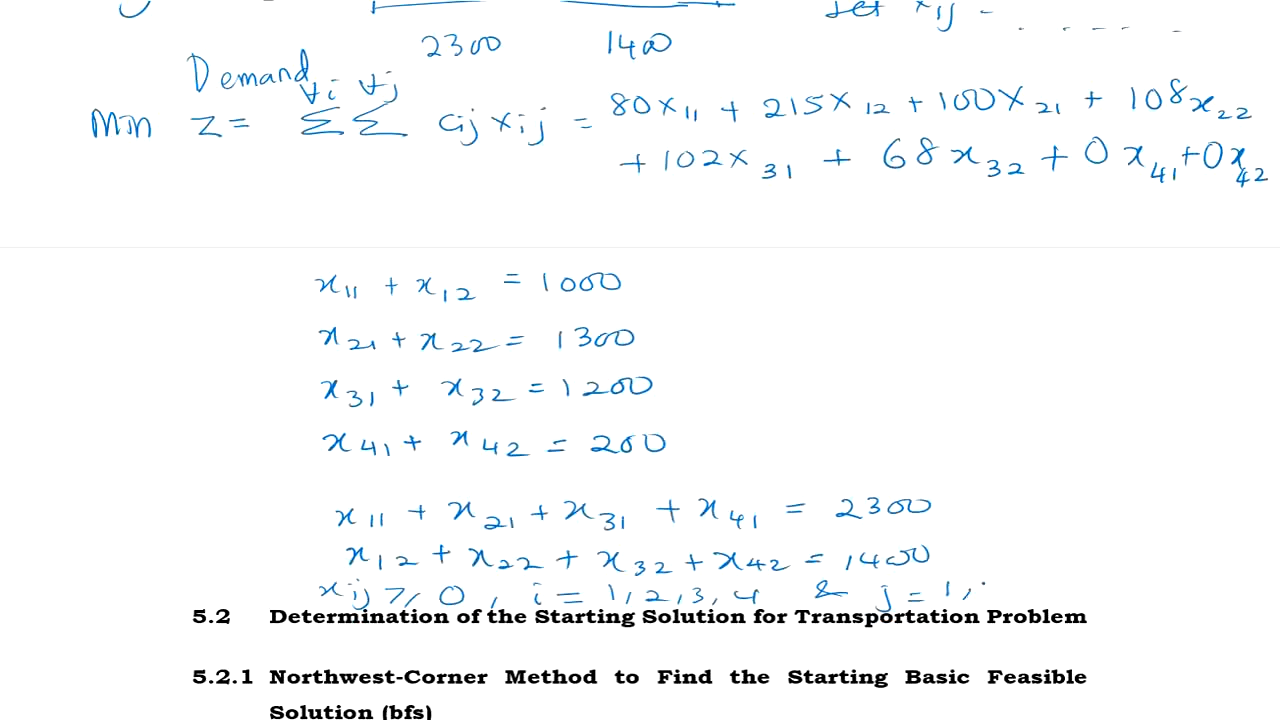 Set xij = . . . . .
2300 1400
Demand
∀i ∀j
Min Z = ΣΣ Cij xij = 80x11 + 215x12 + 100x21 + 108x22
+ 102x31 + 68x32 + 0x41 + 0x42
x11 + x12 = 1000
x21 + x22 = 1300
x31 + x32 = 1200
x41 + x42 = 200
x11 + x21 + x31 + x41 = 2300
x12 + x22 + x32 + x42 = 1400
xij ≥ 0, i = 1, 2, 3, 4 & j = 1,
5.2 Determination of the Starting Solution for Transportation Problem
5.2.1 Northwest-Corner Method to Find the Starting Basic Feasible
Solution (bfs)